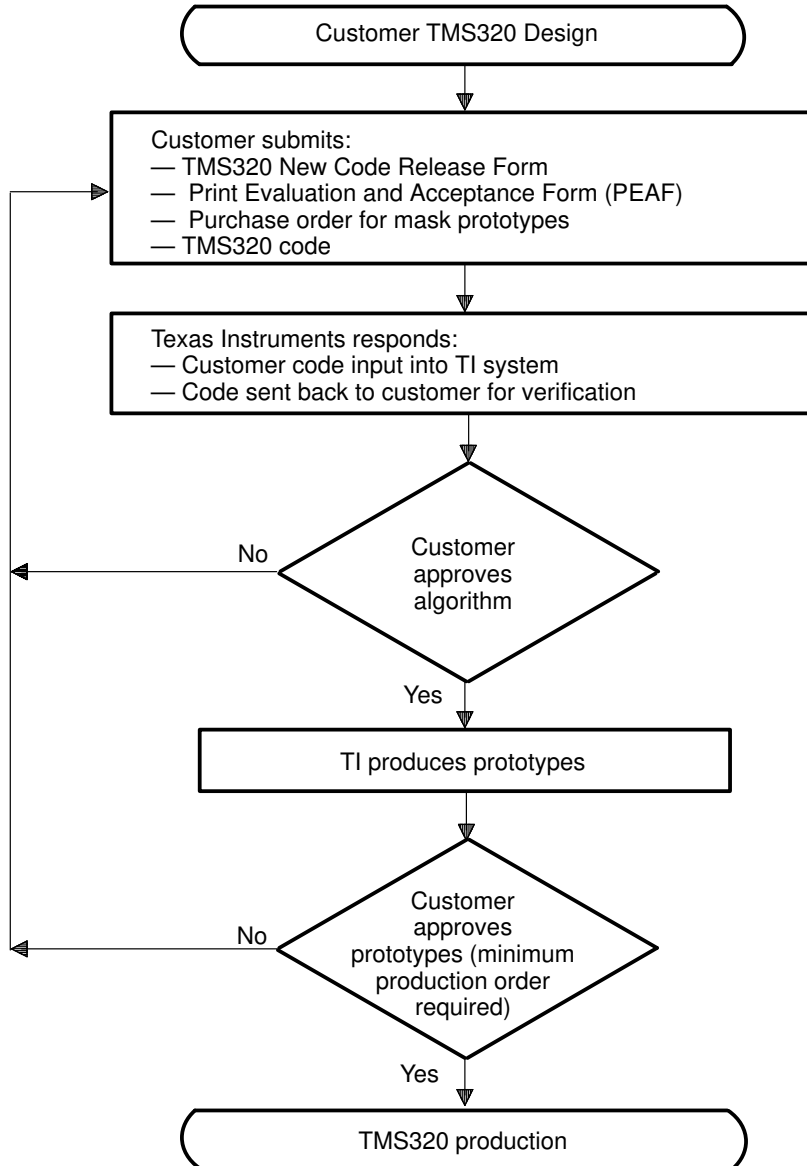 Customer TMS320 Design
Customer submits:
— TMS320 New Code Release Form
— Print Evaluation and Acceptance Form (PEAF)
— Purchase order for mask prototypes
— TMS320 code
Texas Instruments responds:
— Customer code input into TI system
— Code sent back to customer for verification
No
Customer
approves
algorithm
Yes
TI produces prototypes
No
Customer
approves
prototypes (minimum
production order
required)
Yes
TMS320 production